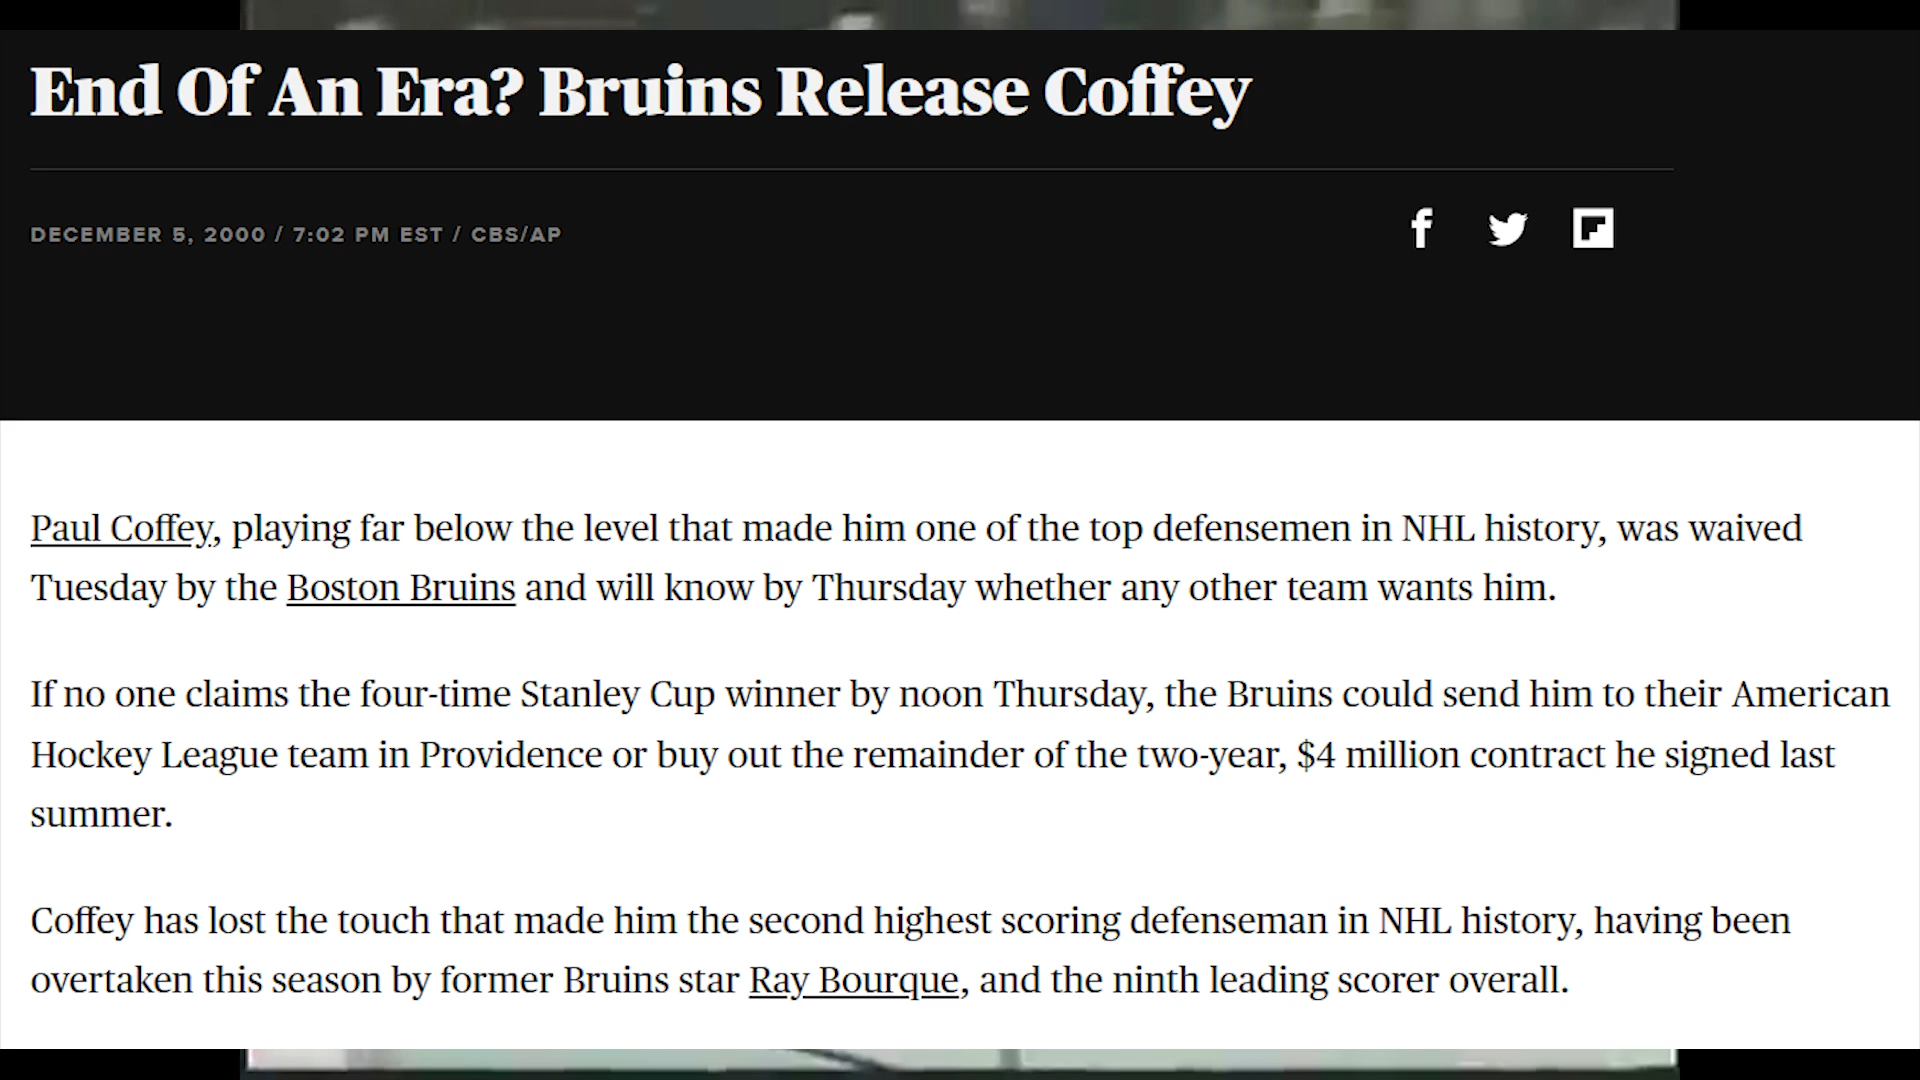 End Of An Era? Bruins Release Coffey
DECEMBER 5, 2000 / 7:02 PM EST / CBS/AP
Paul Coffey, playing far below the level that made him one of the top defensemen in NHL history, was waived
Tuesday by the Boston Bruins and will know by Thursday whether any other team wants him.
If no one claims the four-time Stanley Cup winner by noon Thursday, the Bruins could send him to their American
Hockey League team in Providence or buy out the remainder of the two-year, $4 million contract he signed last
summer.
Coffey has lost the touch that made him the second highest scoring defenseman in NHL history, having been
overtaken this season by former Bruins star Ray Bourque, and the ninth leading scorer overall.